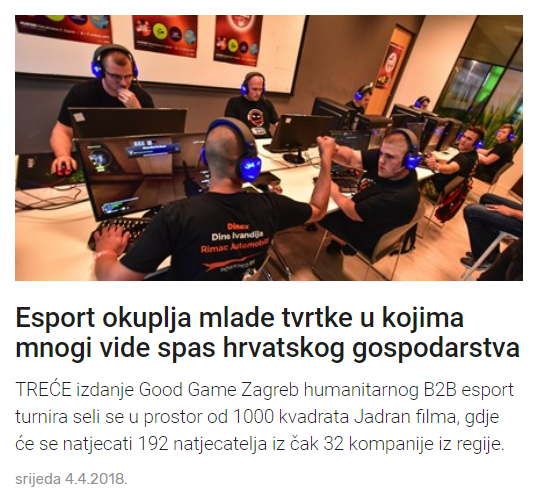 Dinex
Dino Ivandija
Rimac Automobili
Esport okuplja mlade tvrtke u kojima
mnogi vide spas hrvatskog gospodarstva
TREĆE izdanje Good Game Zagreb humanitarnog B2B esport
turnira seli se u prostor od 1000 kvadrata Jadran filma, gdje
će se natjecati 192 natjecatelja iz čak 32 kompanije iz regije.
srijeda 4.4.2018.